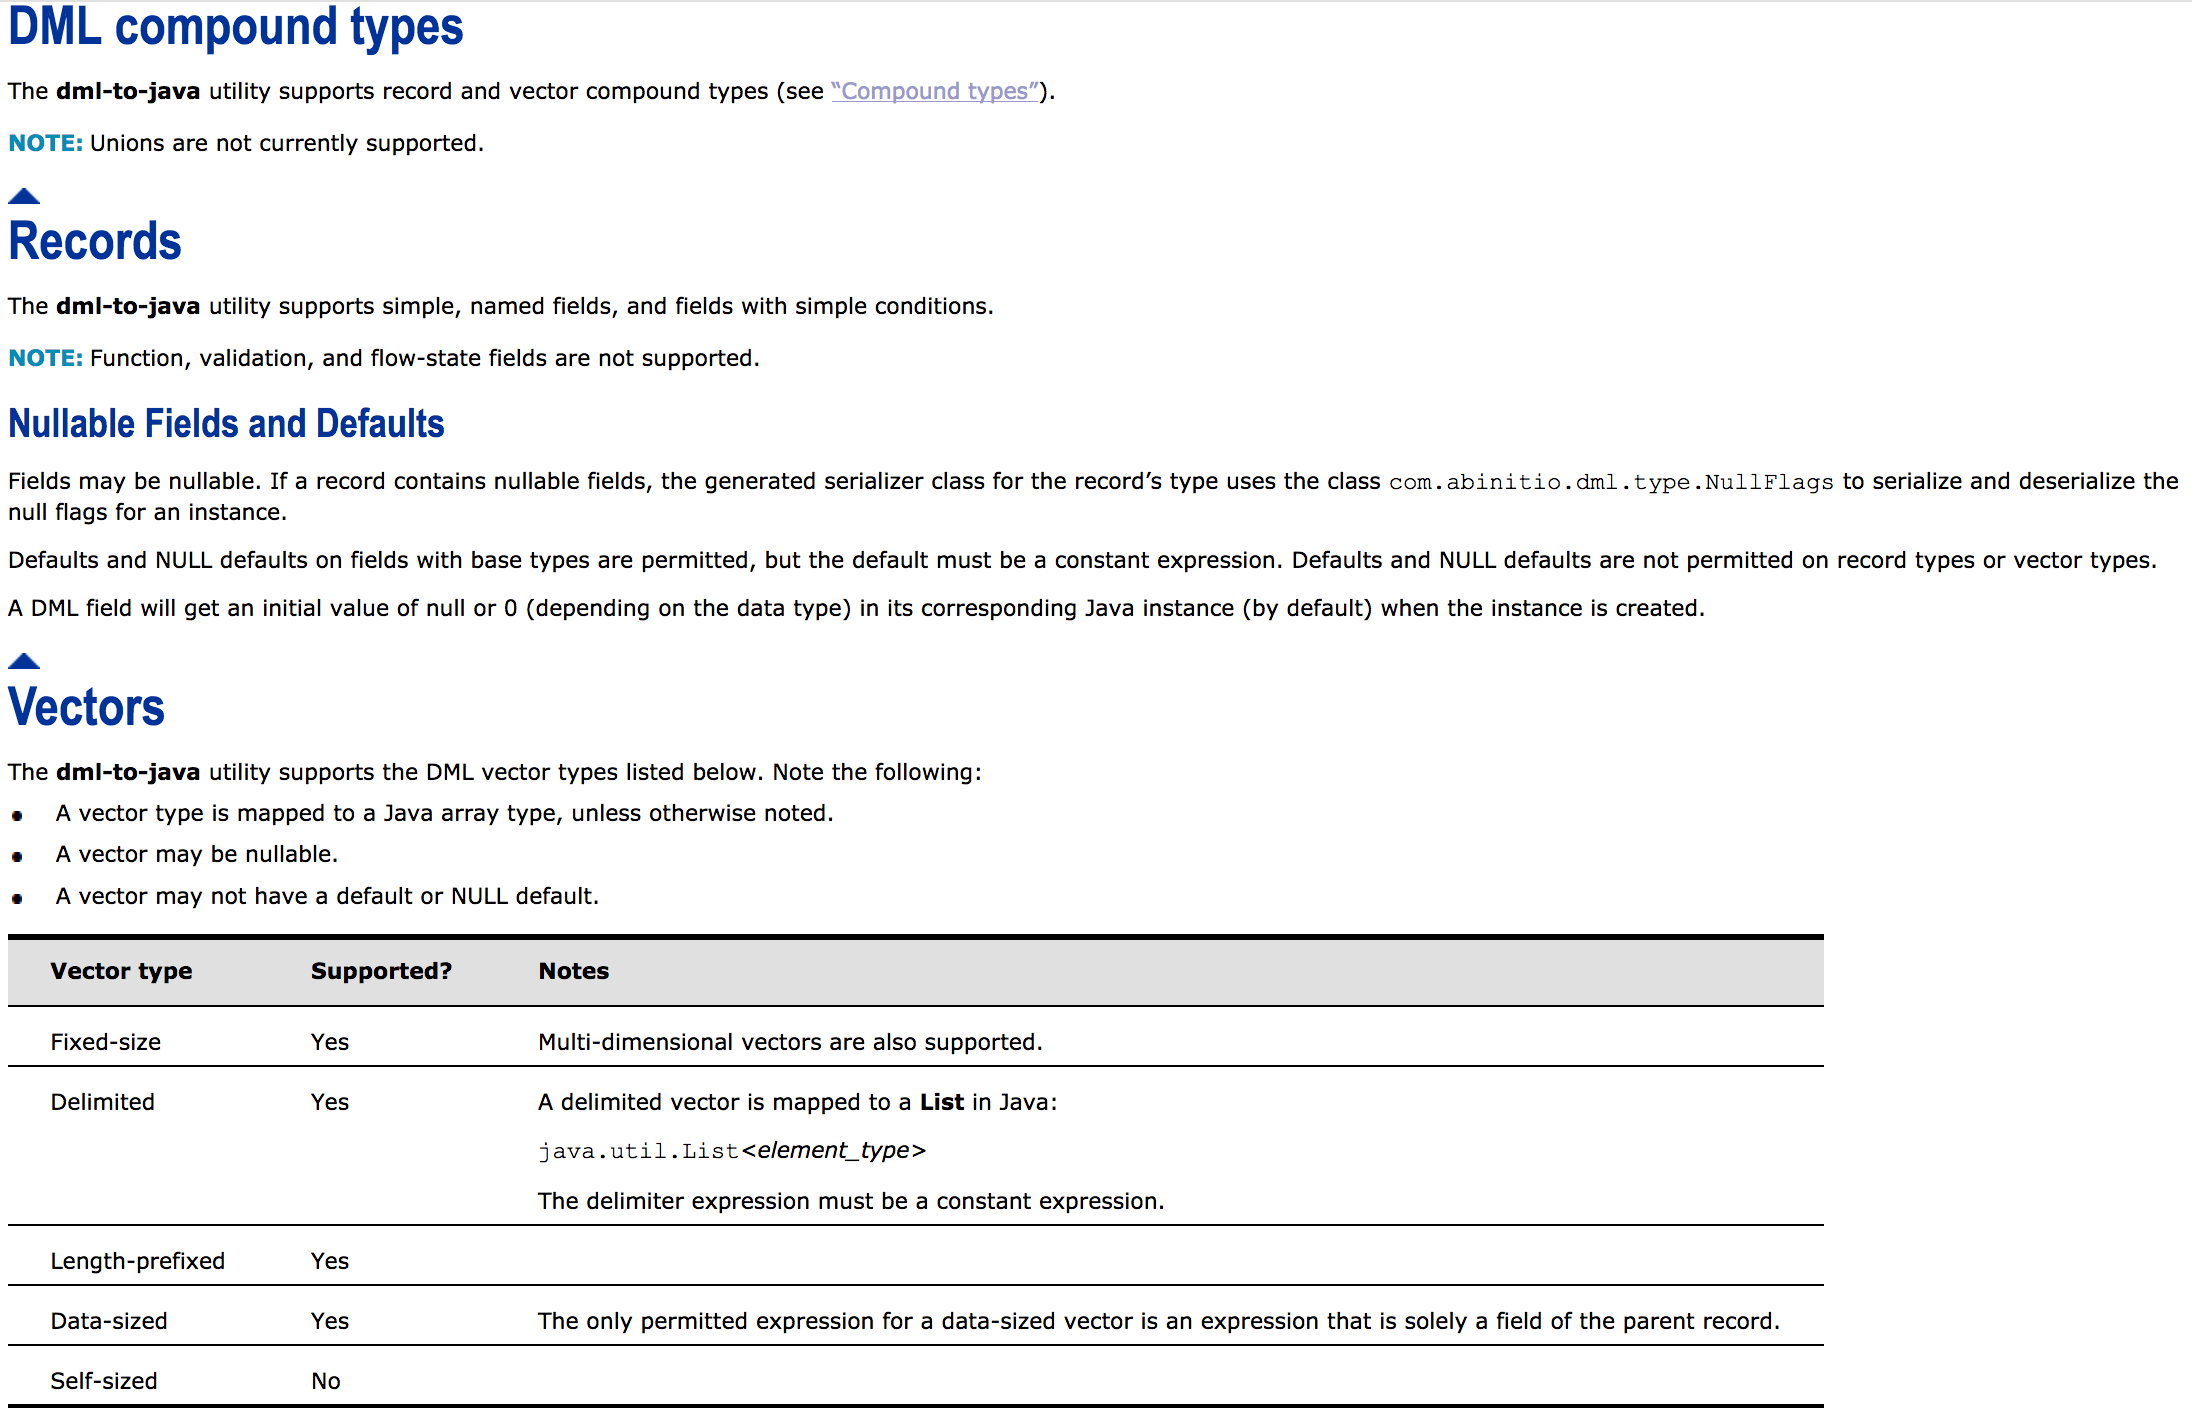 DML compound types
The dml-to-java utility supports record and vector compound types (see “Compound types”).
NOTE: Unions are not currently supported.
Records
The dml-to-java utility supports simple, named fields, and fields with simple conditions.
NOTE: Function, validation, and flow-state fields are not supported.
Nullable Fields and Defaults
Fields may be nullable. If a record contains nullable fields, the generated serializer class for the record’s type uses the class com.abinitio.dml.type.NullFlags to serialize and deserialize the
null flags for an instance.
Defaults and NULL defaults on fields with base types are permitted, but the default must be a constant expression. Defaults and NULL defaults are not permitted on record types or vector types.
A DML field will get an initial value of null or 0 (depending on the data type) in its corresponding Java instance (by default) when the instance is created.
Vectors
The dml-to-java utility supports the DML vector types listed below. Note the following:
• A vector type is mapped to a Java array type, unless otherwise noted.
• A vector may be nullable.
• A vector may not have a default or NULL default.
Vector type Supported? Notes
Fixed-size Yes Multi-dimensional vectors are also supported.
Delimited Yes A delimited vector is mapped to a List in Java:
java.util.List<element_type>
The delimiter expression must be a constant expression.
Length-prefixed Yes
Data-sized Yes The only permitted expression for a data-sized vector is an expression that is solely a field of the parent record.
Self-sized No